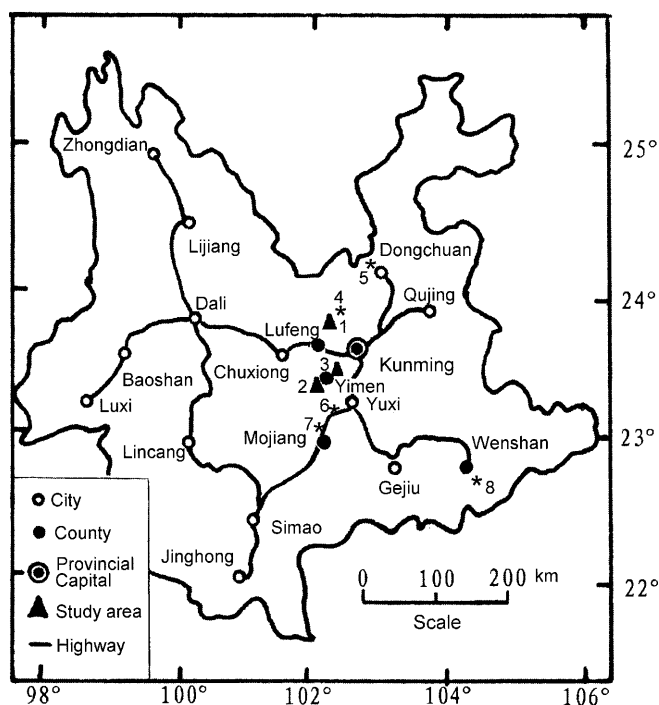 Zhongdian
25°
Lijiang
Dongchuan
*
5
Qujing
24°
Dali
4
*
1
Lufeng
Kunming
Chuxiong
3
Baoshan
2
Yimen
Luxi
6 *
Yuxi
7 *
23°
Mojiang
Wenshan
Lincang
* 8
Gejiu
City
County
Simao
Provincial
Capital
Jinghong
0 100 200 km
22°
Study area
Scale
Highway
98° 100° 102° 104° 106°